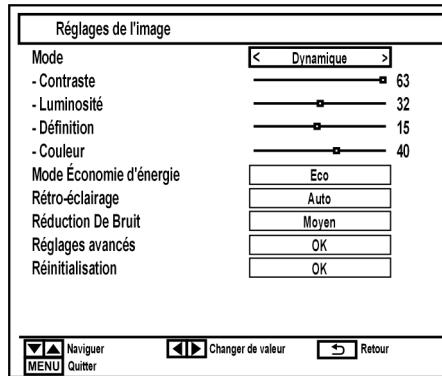 Réglages de l'image
Mode < Dynamique >
- Contraste 63
- Luminosité 32
- Définition 15
- Couleur 40
Mode Économie d'énergie Eco
Rétro-éclairage Auto
Réduction De Bruit Moyen
Réglages avancés OK
Réinitialisation OK
Naviguer Changer de valeur Retour
MENU Quitter